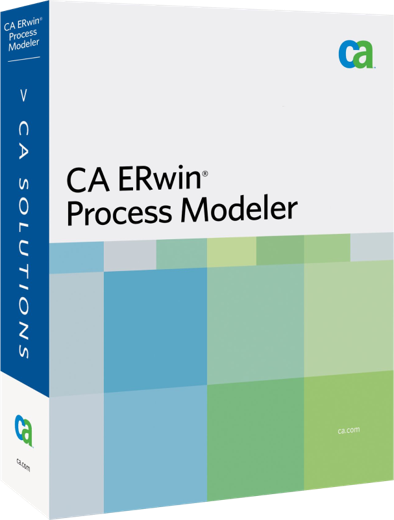 CA ERwin
Process
Modeler
> CA SOLUTIONS
ca
ca.com
ca
CA ERwin®
Process Modeler
ca.com